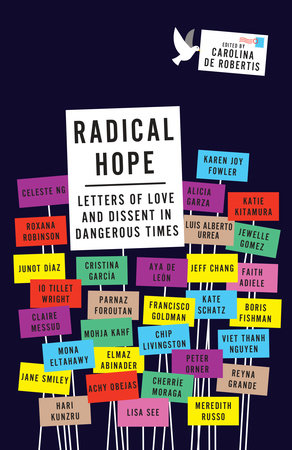 EDITED BY
CAROLINA
DE ROBERTIS
RADICAL
HOPE
LETTERS OF LOVE
AND DISSENT IN
DANGEROUS TIMES
KAREN JOY
FOWLER
CELESTE NG
ALICIA
GARZA
KATIE
KITAMURA
ROXANA
ROBINSON
LUIS ALBERTO
URREA
JEWELLE
GOMEZ
JUNOT DÍAZ
CRISTINA
GARCÍA
AYA DE
LEÓN
JEFF CHANG
FAITH
ADIELE
IO TILLET
WRIGHT
PARNAZ
FOROUTAN
FRANCISCO
GOLDMAN
KATE
SCHATZ
BORIS
FISHMAN
CLAIRE
MESSUD
MOHJA KAHF
CHIP
LIVINGSTON
VIET THANH
NGUYEN
MONA
ELTAHAWY
ELMAZ
ABINADER
PETER
ORNER
REYNA
GRANDE
JANE SMILEY
ACHY OBEJAS
CHERRÍE
MORAGA
HARI
KUNZRU
LISA SEE
MEREDITH
RUSSO